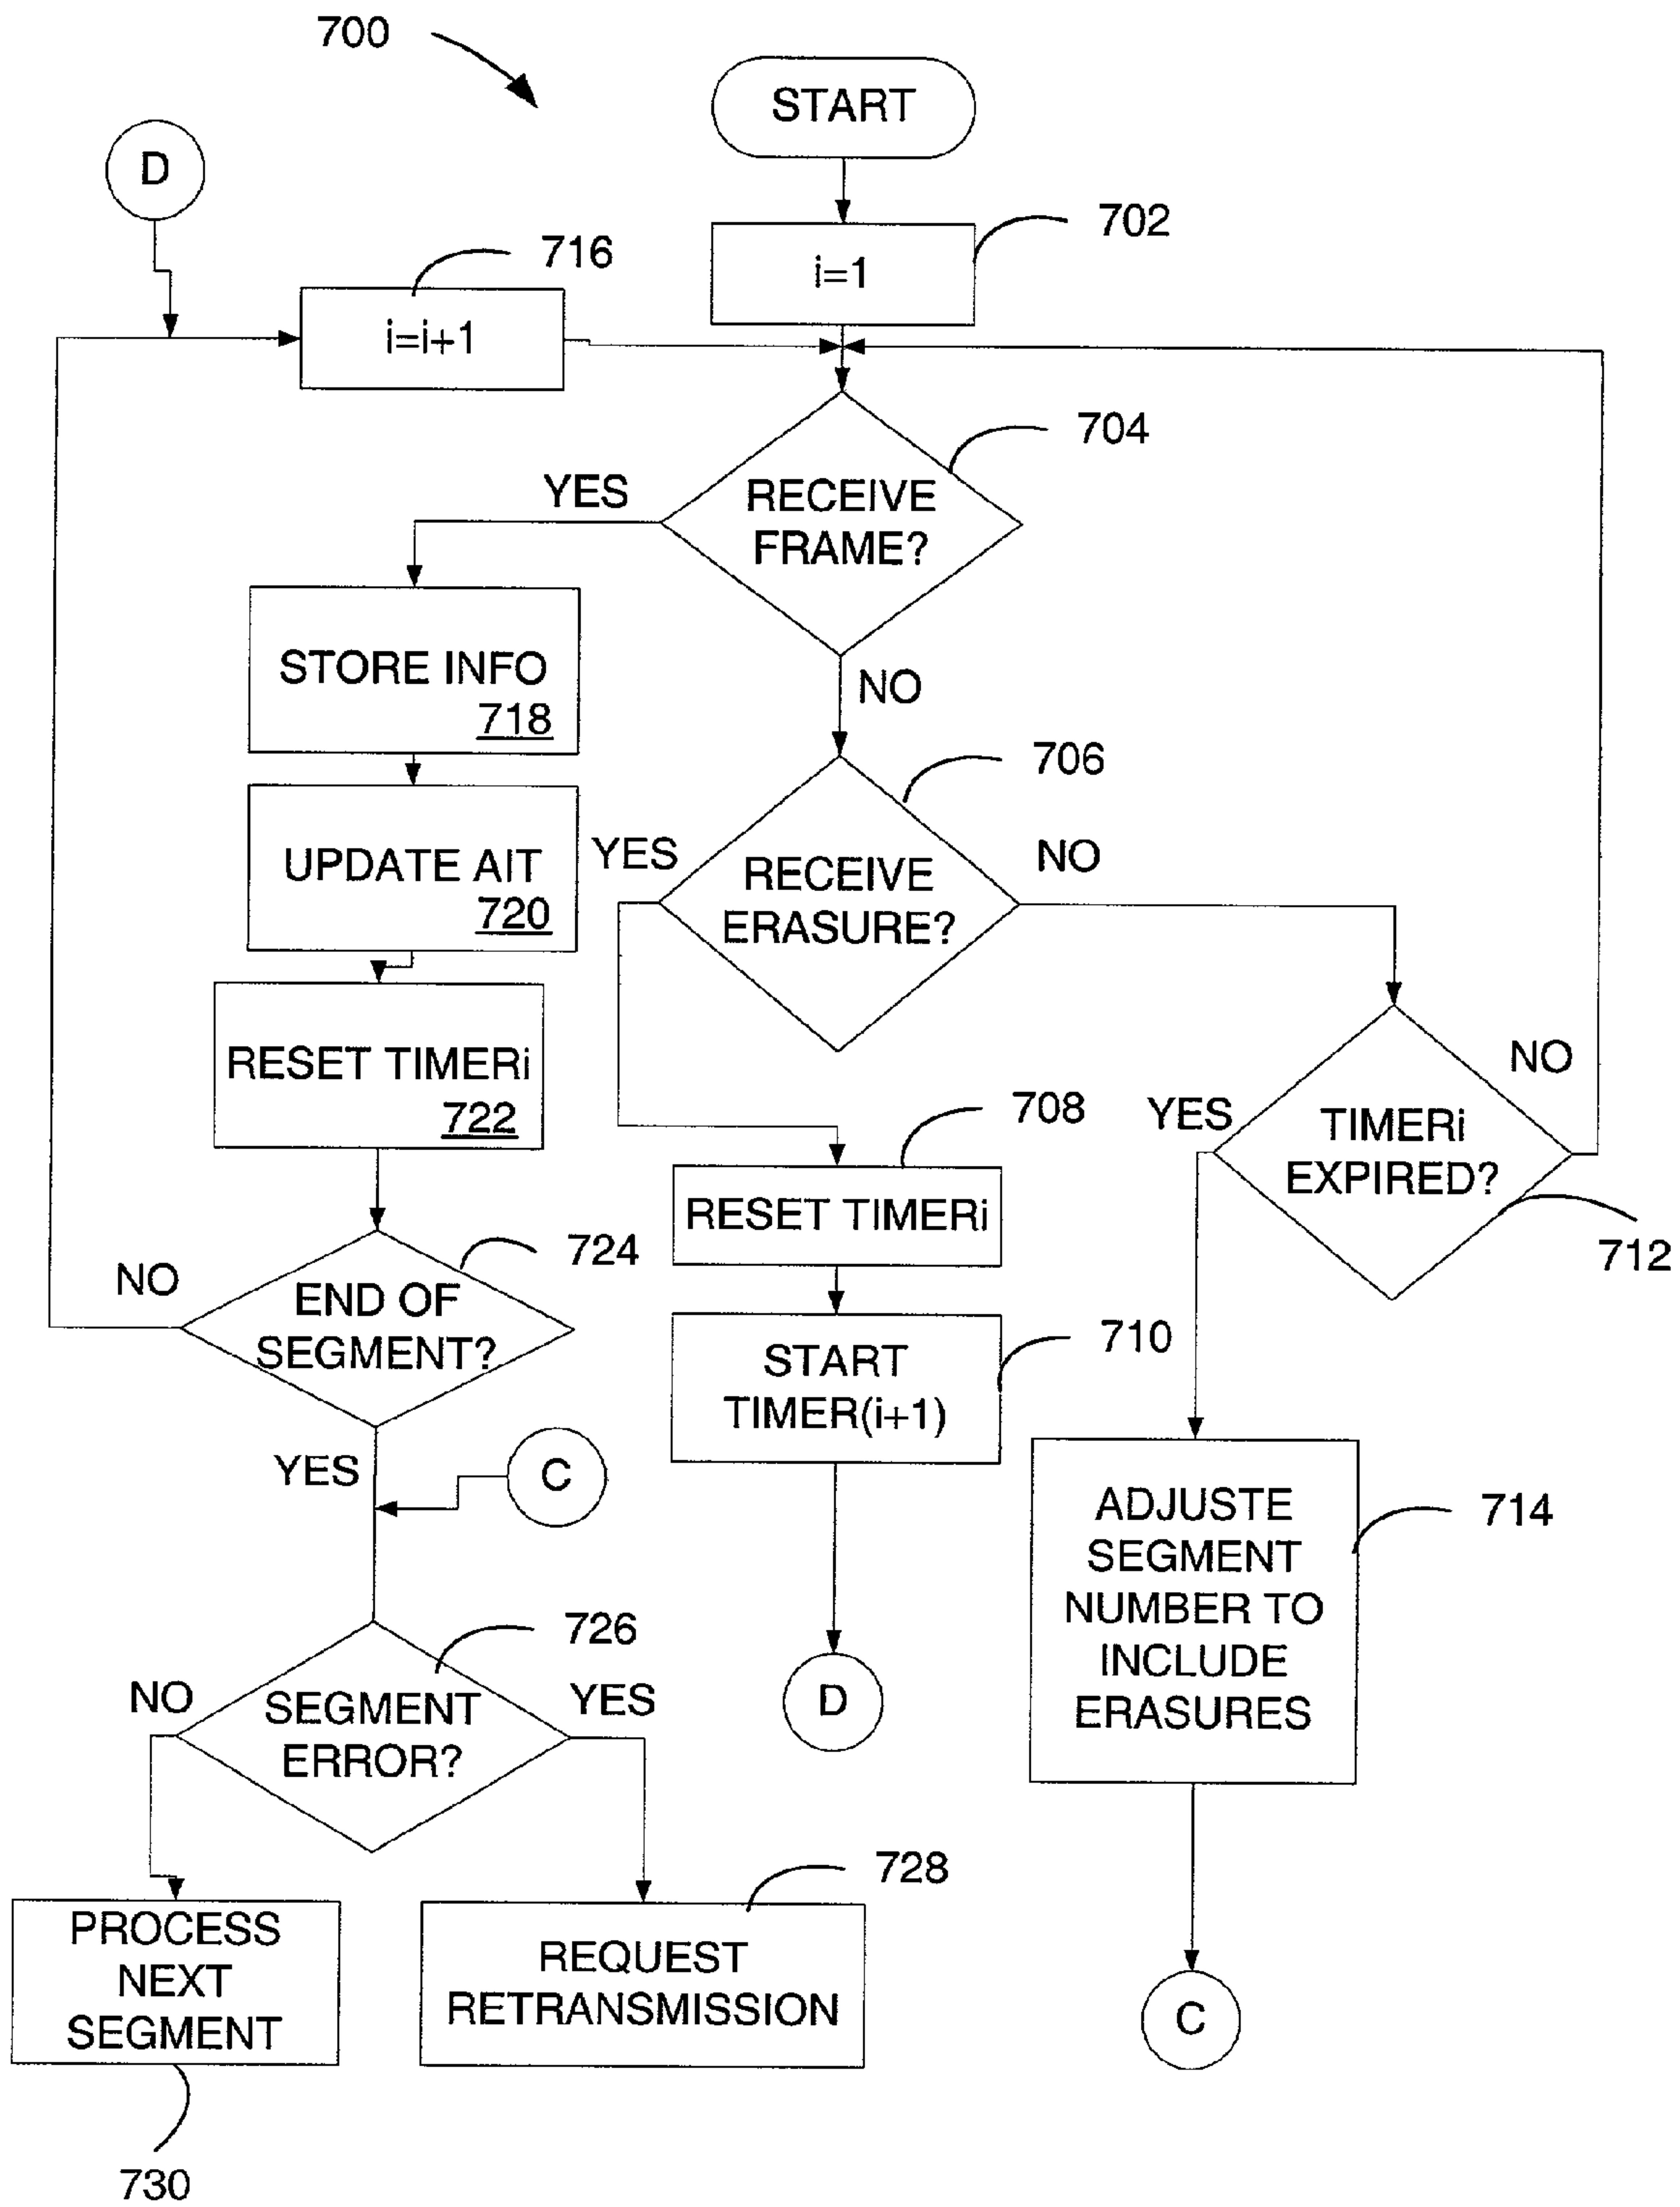 700
START
D
702
i=1
716
i=i+1
704
YES
RECEIVE
FRAME?
NO
STORE INFO
718
706
UPDATE AIT
720
YES
RECEIVE
ERASURE?
NO
RESET TIMERi
722
708
RESET TIMERi
YES
TIMERi
EXPIRED?
NO
712
724
NO
END OF
SEGMENT?
YES
710
START
TIMER(i+1)
C
714
ADJUSTE
SEGMENT
NUMBER TO
INCLUDE
ERASURES
726
NO
SEGMENT
ERROR?
YES
D
728
PROCESS
NEXT
SEGMENT
REQUEST
RETRANSMISSION
C
730